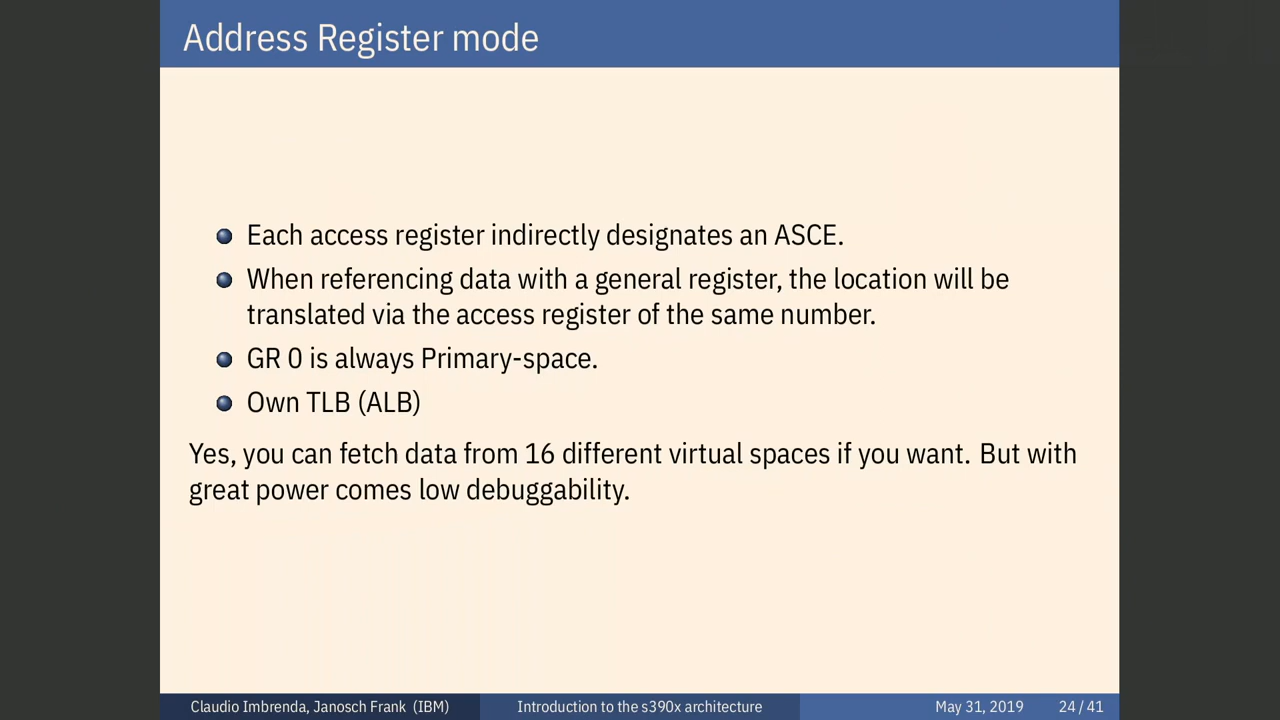 Address Register mode
Each access register indirectly designates an ASCE.
When referencing data with a general register, the location will be
translated via the access register of the same number.
GR 0 is always Primary-space.
Own TLB (ALB)
Yes, you can fetch data from 16 different virtual spaces if you want. But with
great power comes low debuggability.
Claudio Imbrenda, Janosch Frank (IBM) Introduction to the s390x architecture May 31, 2019 24 / 41